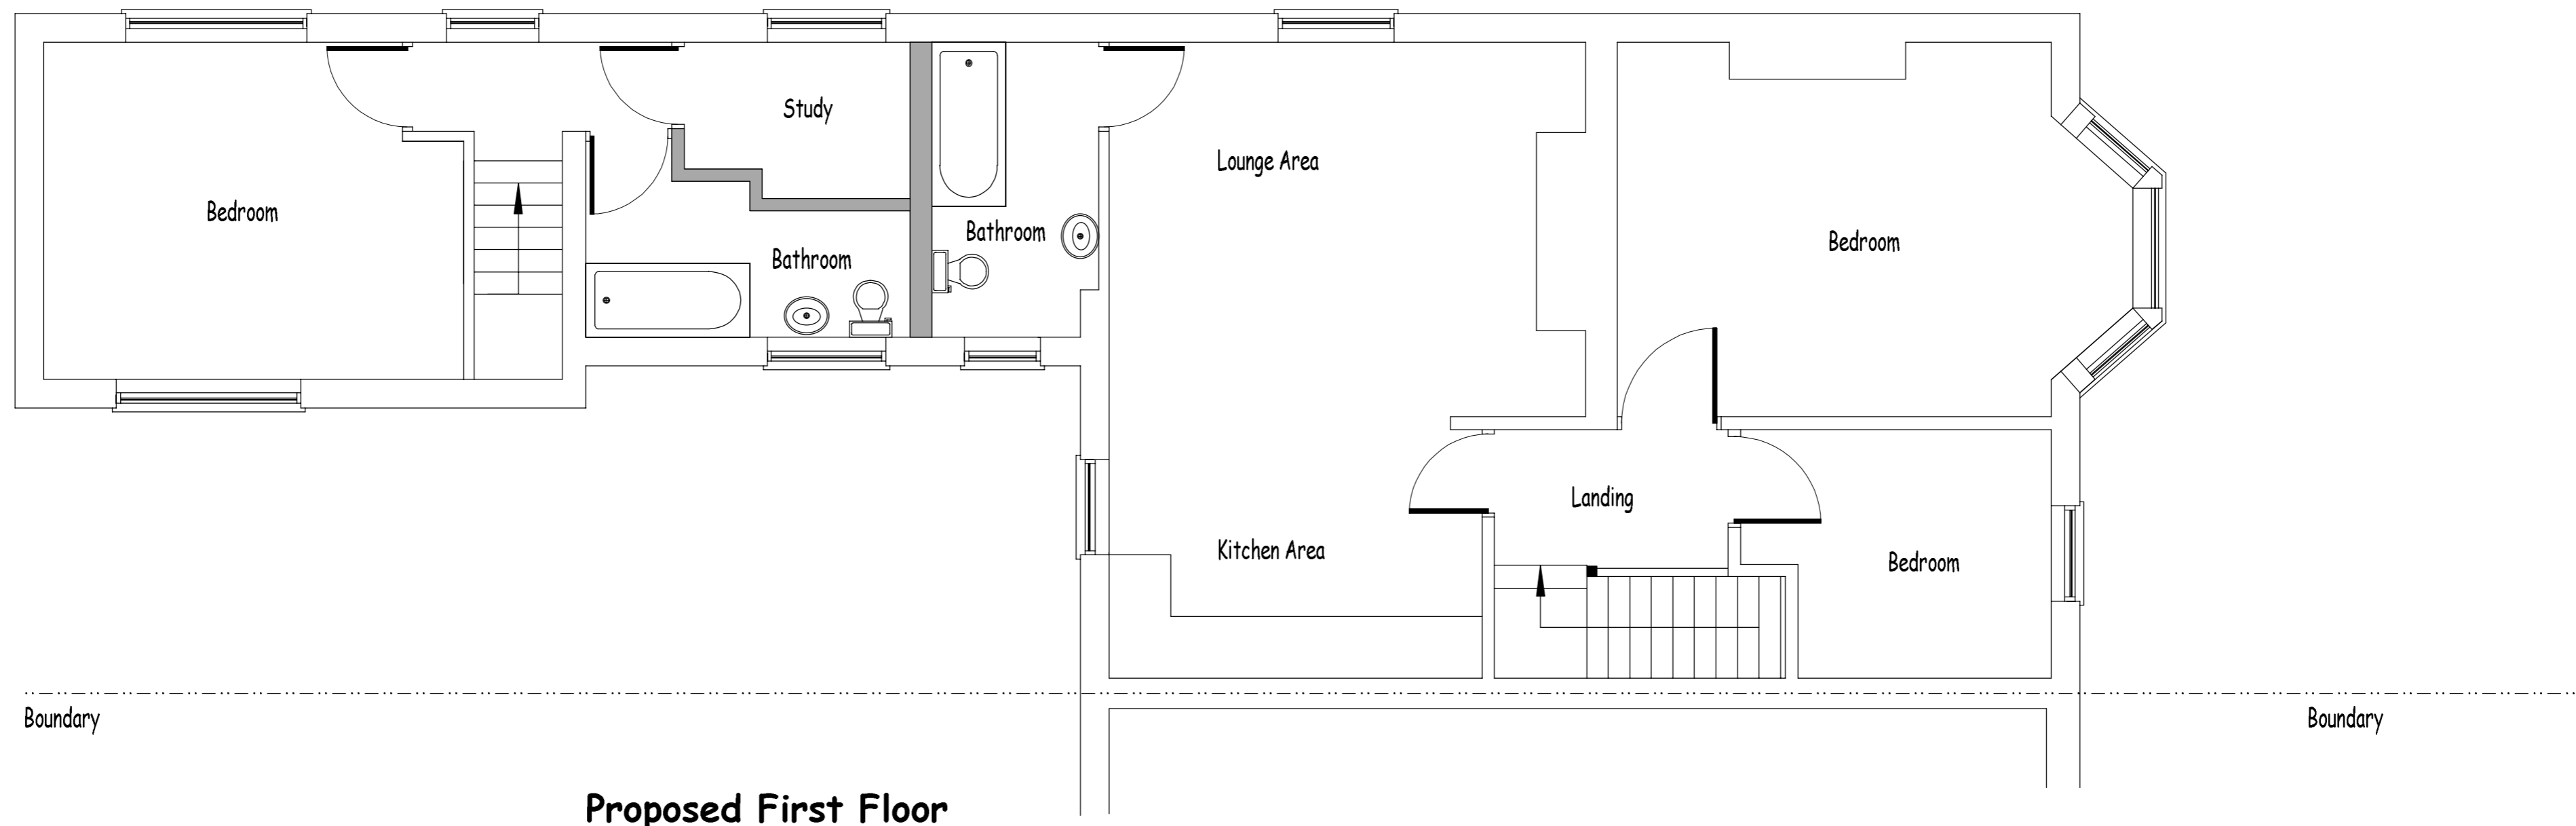 Study
Lounge Area
Bedroom
Bathroom
Bedroom
Bathroom
Landing
Kitchen Area
Bedroom
Boundary
Boundary
Proposed First Floor